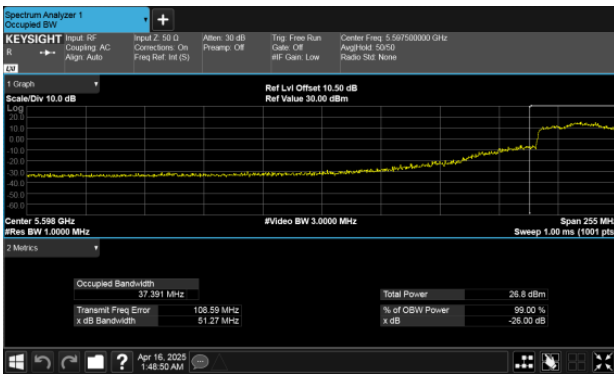 Spectrum Analyzer 1
Occupied BW
KEYSIGHT Input: RF Input Z: 50 Ω Atten: 30 dB Trig: Free Run Center Freq: 5.597500000 GHz
R Coupling: AC Corrections: On Preamp: Off Gate: Off Avg|Hold: 50/50
Align: Auto Freq Ref: Int (S) #IF Gain: Low Radio Std: None
LXI
1 Graph
Ref Lvl Offset 10.50 dB
Scale/Div 10.0 dB Ref Value 30.00 dBm
Log
20.0
10.0
0.00
-10.0
-20.0
-30.0
-40.0
-50.0
-60.0
Center 5.598 GHz #Video BW 3.0000 MHz Span 255 MH
#Res BW 1.0000 MHz Sweep 1.00 ms (1001 pts
2 Metrics
Occupied Bandwidth
37.391 MHz Total Power 26.8 dBm
Transmit Freq Error 108.59 MHz % of OBW Power 99.00 %
x dB Bandwidth 51.27 MHz x dB -26.00 dB
? Apr 16, 2025
1:48:50 AM